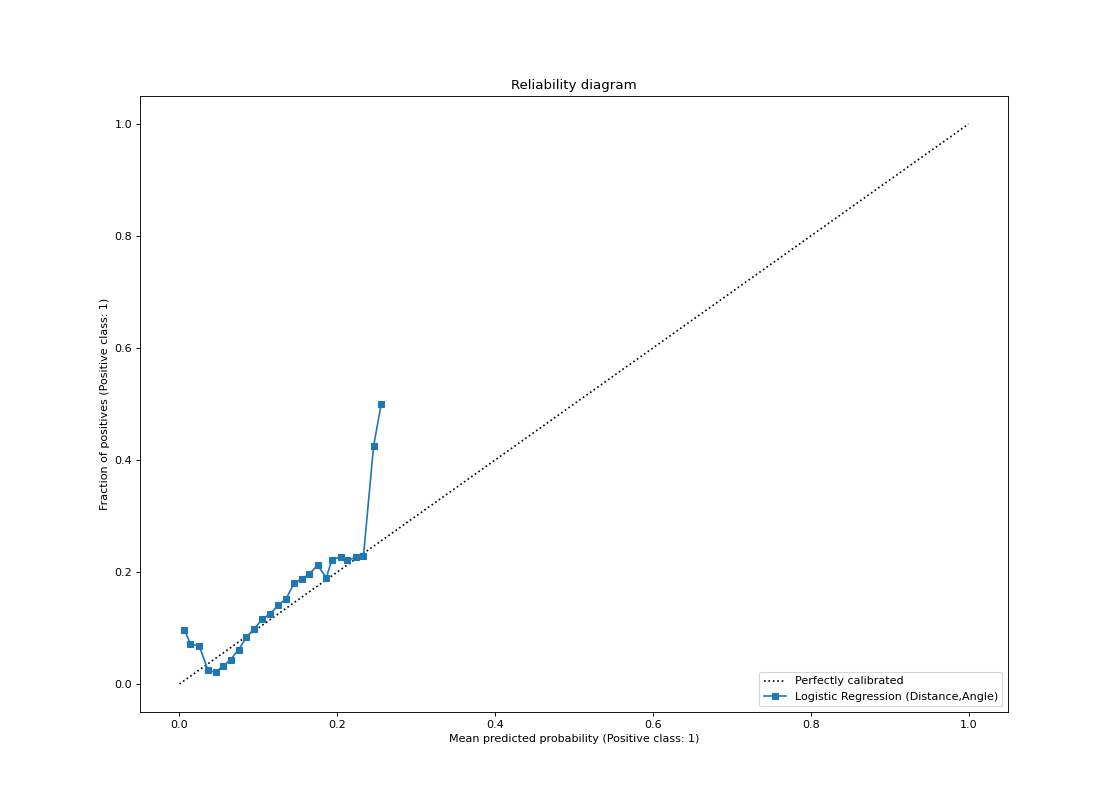 Reliability diagram
1.0
0.8
0.6
0.4
0.2
0.0
Fraction of positives (Positive class: 1)
0.0 0.2 0.4 0.6 0.8 1.0
Mean predicted probability (Positive class: 1)
Perfectly calibrated
Logistic Regression (Distance,Angle)